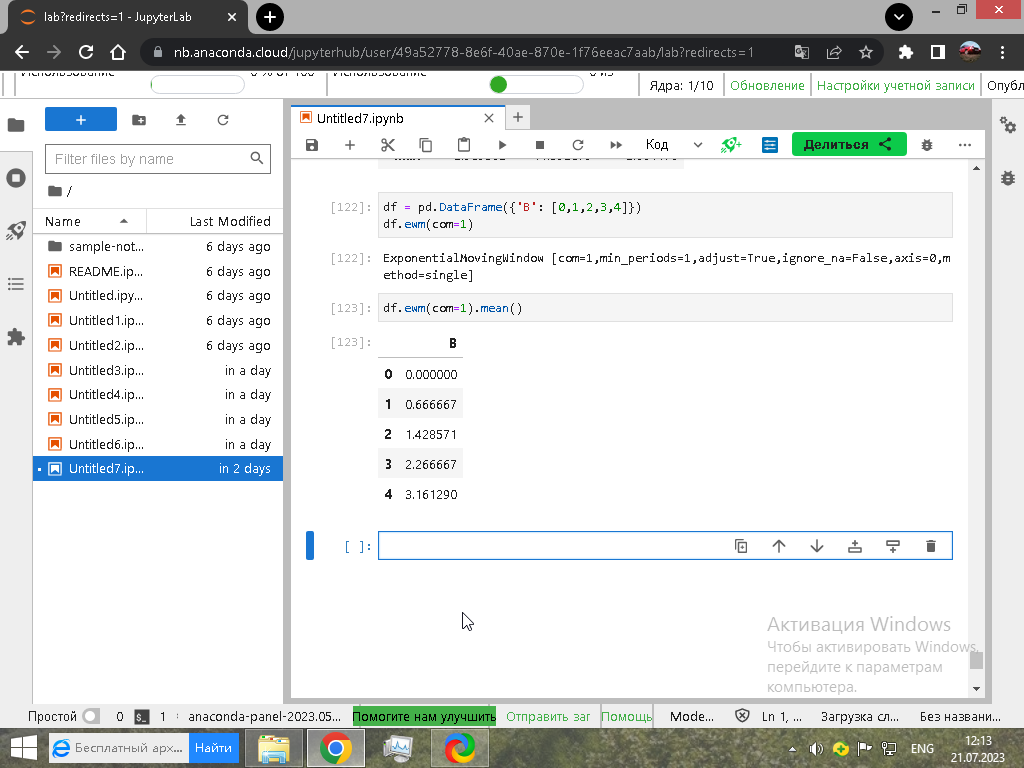 lab?redirects=1 - JupyterLab
nb.anaconda.cloud/jupyterhub/user/49a52778-8e6f-40ae-870e-1f76eeac7aab/lab?redirects=1
Использование 0 % от 100 Использование
Ядра: 1/10 Обновление Настройки учетной записи Опубл
Filter files by name
/
Name Last Modified
sample-not... 6 days ago
README.ip... 6 days ago
Untitled.ipy... 6 days ago
Untitled1.ip... 6 days ago
Untitled2.ip... 6 days ago
Untitled3.ip... in a day
Untitled4.ip... in a day
Untitled5.ip... in a day
Untitled6.ip... in a day
Untitled7.ip... in 2 days
Untitled7.ipynb
Код Делиться
[122]: df = pd.DataFrame({'B': [0,1,2,3,4]})
df.ewm(com=1)
[122]: ExponentialMovingWindow [com=1,min_periods=1,adjust=True,ignore_na=False,axis=0,m
ethod=single]
[123]: df.ewm(com=1).mean()
[123]: B
0 0.000000
1 0.666667
2 1.428571
3 2.266667
4 3.161290
[ ]:
Активация Windows
Чтобы активировать Windows,
перейдите к параметрам
компьютера.
Простой 0 $_ 1 anaconda-panel-2023.05... Помогите нам улучшить Отправить заг Помощь Mode... Ln 1, ... Загрузка сл... Без названи...
Бесплатный арх... Найти
ENG
12:13
21.07.2023